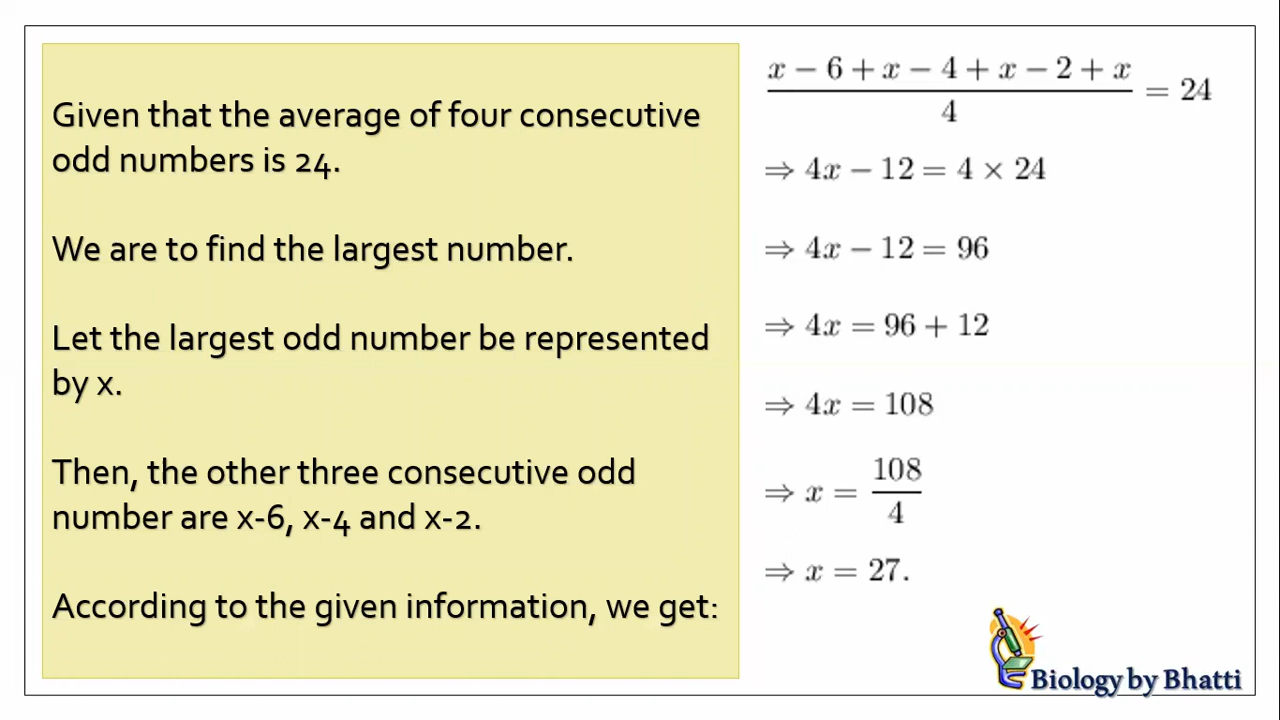 Given that the average of four consecutive
odd numbers is 24.
We are to find the largest number.
Let the largest odd number be represented
by x.
Then, the other three consecutive odd
number are x-6, x-4 and x-2.
According to the given information, we get:
x − 6 + x − 4 + x − 2 + x
4
= 24
⇒ 4x − 12 = 4 × 24
⇒ 4x − 12 = 96
⇒ 4x = 96 + 12
⇒ 4x = 108
⇒ x = 108/4
⇒ x = 27.
Biology by Bhatti